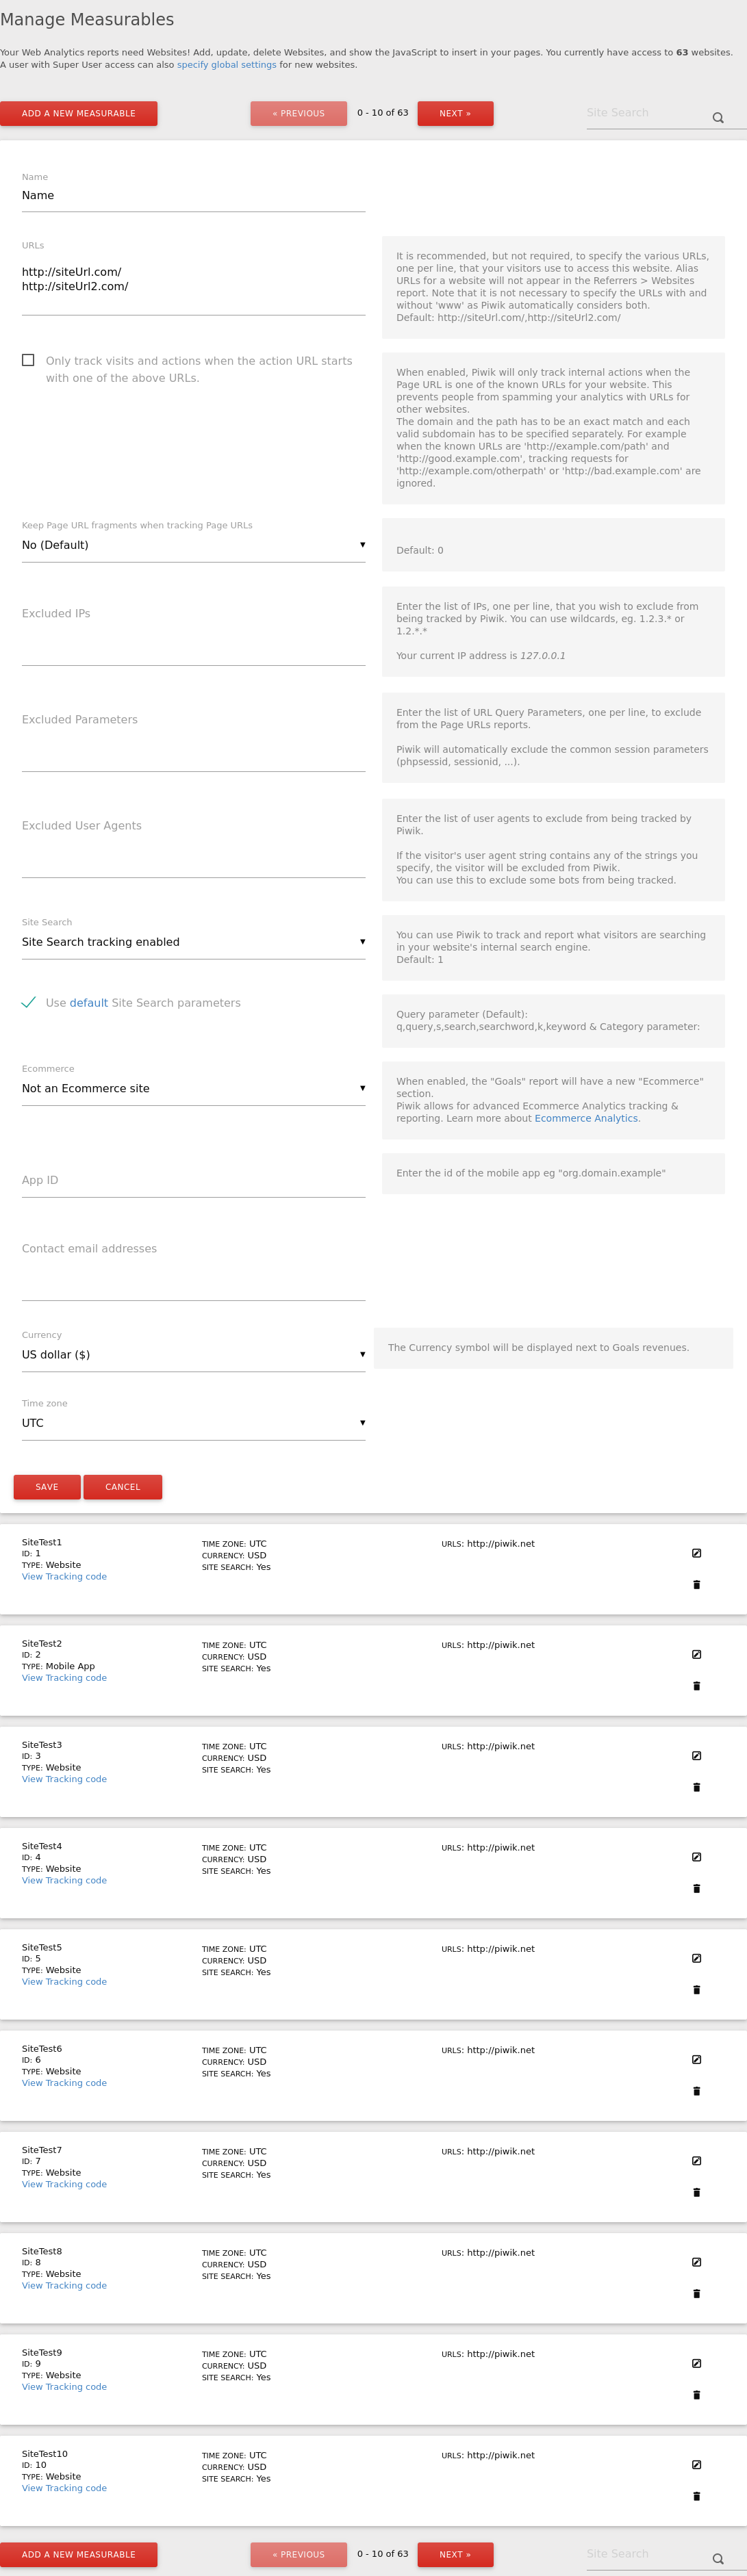 Manage Measurables
Your Web Analytics reports need Websites! Add, update, delete Websites, and show the JavaScript to insert in your pages. You currently have access to 63 websites.
A user with Super User access can also specify global settings for new websites.
ADD A NEW MEASURABLE
« PREVIOUS
0 - 10 of 63
NEXT »
Site Search
Name
Name
URLs
http://siteUrl.com/
http://siteUrl2.com/
It is recommended, but not required, to specify the various URLs,
one per line, that your visitors use to access this website. Alias
URLs for a website will not appear in the Referrers > Websites
report. Note that it is not necessary to specify the URLs with and
without 'www' as Piwik automatically considers both.
Default: http://siteUrl.com/,http://siteUrl2.com/
Only track visits and actions when the action URL starts
with one of the above URLs.
When enabled, Piwik will only track internal actions when the
Page URL is one of the known URLs for your website. This
prevents people from spamming your analytics with URLs for
other websites.
The domain and the path has to be an exact match and each
valid subdomain has to be specified separately. For example
when the known URLs are 'http://example.com/path' and
'http://good.example.com', tracking requests for
'http://example.com/otherpath' or 'http://bad.example.com' are
ignored.
Keep Page URL fragments when tracking Page URLs
No (Default)
Default: 0
Excluded IPs
Enter the list of IPs, one per line, that you wish to exclude from
being tracked by Piwik. You can use wildcards, eg. 1.2.3.* or
1.2.*.*
Your current IP address is 127.0.0.1
Excluded Parameters
Enter the list of URL Query Parameters, one per line, to exclude
from the Page URLs reports.
Piwik will automatically exclude the common session parameters
(phpsessid, sessionid, ...).
Excluded User Agents
Enter the list of user agents to exclude from being tracked by
Piwik.
If the visitor's user agent string contains any of the strings you
specify, the visitor will be excluded from Piwik.
You can use this to exclude some bots from being tracked.
Site Search
Site Search tracking enabled
You can use Piwik to track and report what visitors are searching
in your website's internal search engine.
Default: 1
Use default Site Search parameters
Query parameter (Default):
q,query,s,search,searchword,k,keyword & Category parameter:
Ecommerce
Not an Ecommerce site
When enabled, the "Goals" report will have a new "Ecommerce"
section.
Piwik allows for advanced Ecommerce Analytics tracking &
reporting. Learn more about Ecommerce Analytics.
App ID
Enter the id of the mobile app eg "org.domain.example"
Contact email addresses
Currency
US dollar ($)
The Currency symbol will be displayed next to Goals revenues.
Time zone
UTC
SAVE
CANCEL
SiteTest1
ID: 1
TYPE: Website
View Tracking code
TIME ZONE: UTC
CURRENCY: USD
SITE SEARCH: Yes
URLS: http://piwik.net
SiteTest2
ID: 2
TYPE: Mobile App
View Tracking code
TIME ZONE: UTC
CURRENCY: USD
SITE SEARCH: Yes
URLS: http://piwik.net
SiteTest3
ID: 3
TYPE: Website
View Tracking code
TIME ZONE: UTC
CURRENCY: USD
SITE SEARCH: Yes
URLS: http://piwik.net
SiteTest4
ID: 4
TYPE: Website
View Tracking code
TIME ZONE: UTC
CURRENCY: USD
SITE SEARCH: Yes
URLS: http://piwik.net
SiteTest5
ID: 5
TYPE: Website
View Tracking code
TIME ZONE: UTC
CURRENCY: USD
SITE SEARCH: Yes
URLS: http://piwik.net
SiteTest6
ID: 6
TYPE: Website
View Tracking code
TIME ZONE: UTC
CURRENCY: USD
SITE SEARCH: Yes
URLS: http://piwik.net
SiteTest7
ID: 7
TYPE: Website
View Tracking code
TIME ZONE: UTC
CURRENCY: USD
SITE SEARCH: Yes
URLS: http://piwik.net
SiteTest8
ID: 8
TYPE: Website
View Tracking code
TIME ZONE: UTC
CURRENCY: USD
SITE SEARCH: Yes
URLS: http://piwik.net
SiteTest9
ID: 9
TYPE: Website
View Tracking code
TIME ZONE: UTC
CURRENCY: USD
SITE SEARCH: Yes
URLS: http://piwik.net
SiteTest10
ID: 10
TYPE: Website
View Tracking code
TIME ZONE: UTC
CURRENCY: USD
SITE SEARCH: Yes
URLS: http://piwik.net
ADD A NEW MEASURABLE
« PREVIOUS
0 - 10 of 63
NEXT »
Site Search